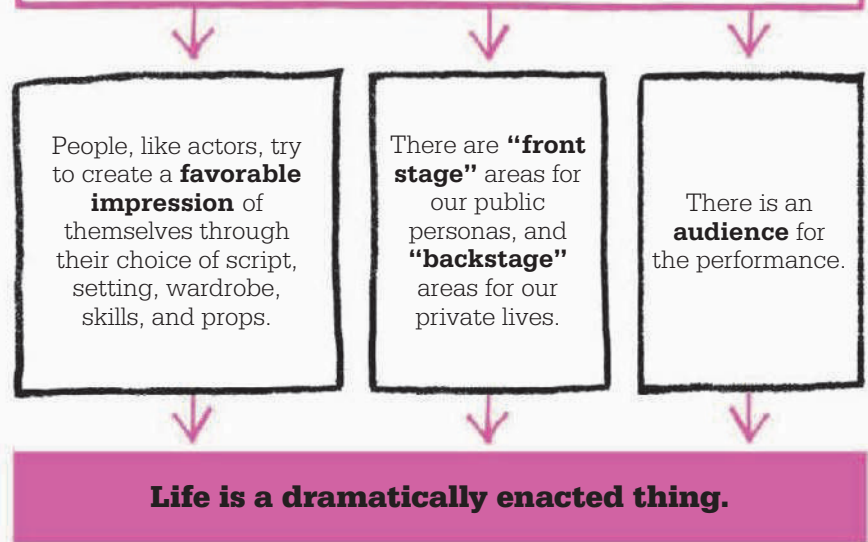 People, like actors, try
to create a favorable
impression of
themselves through
their choice of script,
setting, wardrobe,
skills, and props.
There are “front
stage” areas for
our public
personas, and
“backstage”
areas for our
private lives.
There is an
audience for
the performance.
Life is a dramatically enacted thing.